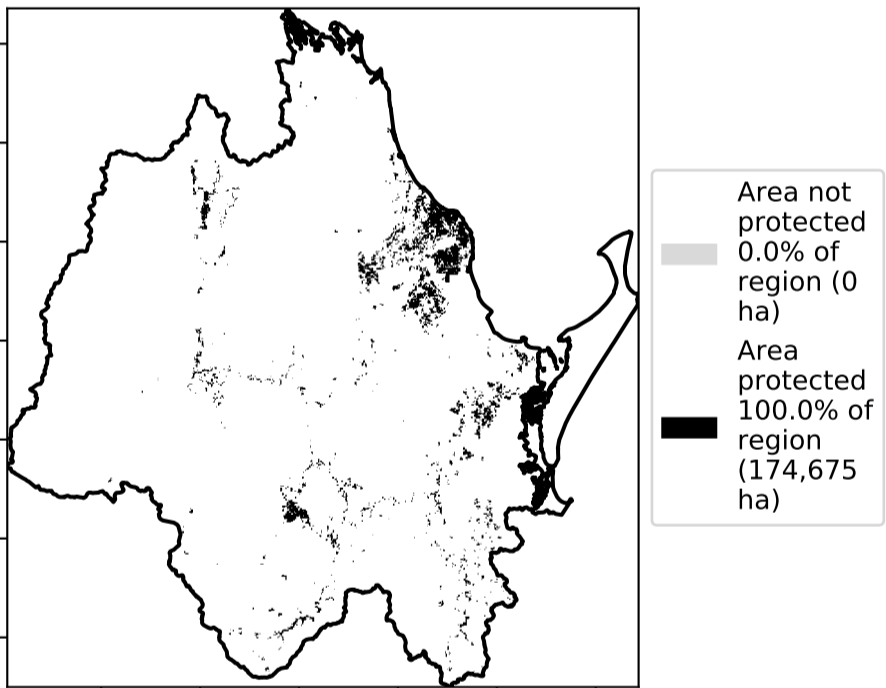 Area not
protected
0.0% of
region (0
ha)
Area
protected
100.0% of
region
(174,675
ha)